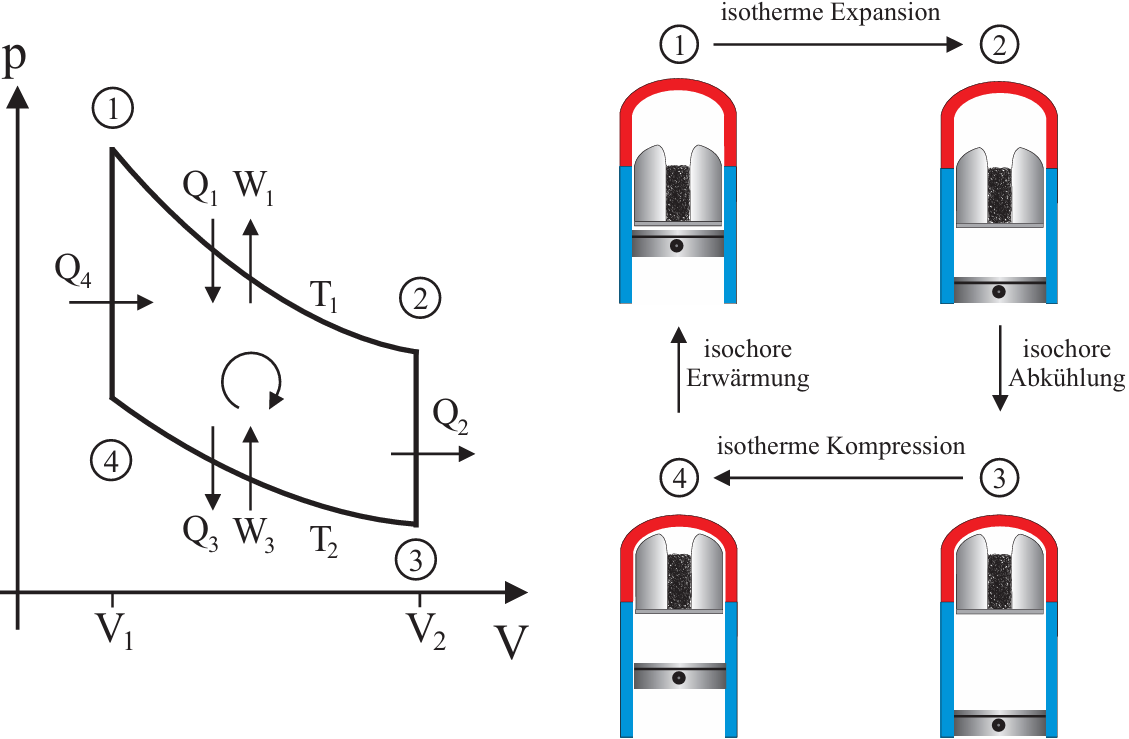 p
①
Q₁ W₁
Q₄
T₁
②
Q₂
④
Q₃ W₃
T₂
③
V₁
V₂
V
isotherme Expansion
①
②
isochore
Erwärmung
isochore
Abkühlung
isotherme Kompression
④
③